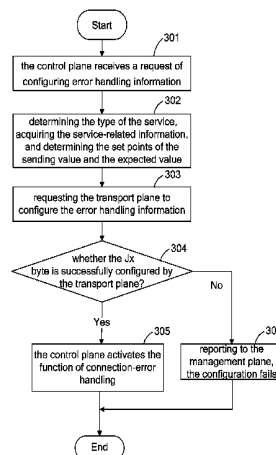 Start
301
the control plane receives a request of
configuring error handling information
302
determining the type of the service,
acquiring the service-related information,
and determining the set points of the
sending value and the expected value
303
requesting the transport plane to
configure the error handling information
304
whether the Jx
byte is successfully configured by
the transport plane?
No
Yes
305
the control plane activates the
function of connection-error
handling
30
reporting to the
management plane,
the configuration fails
End